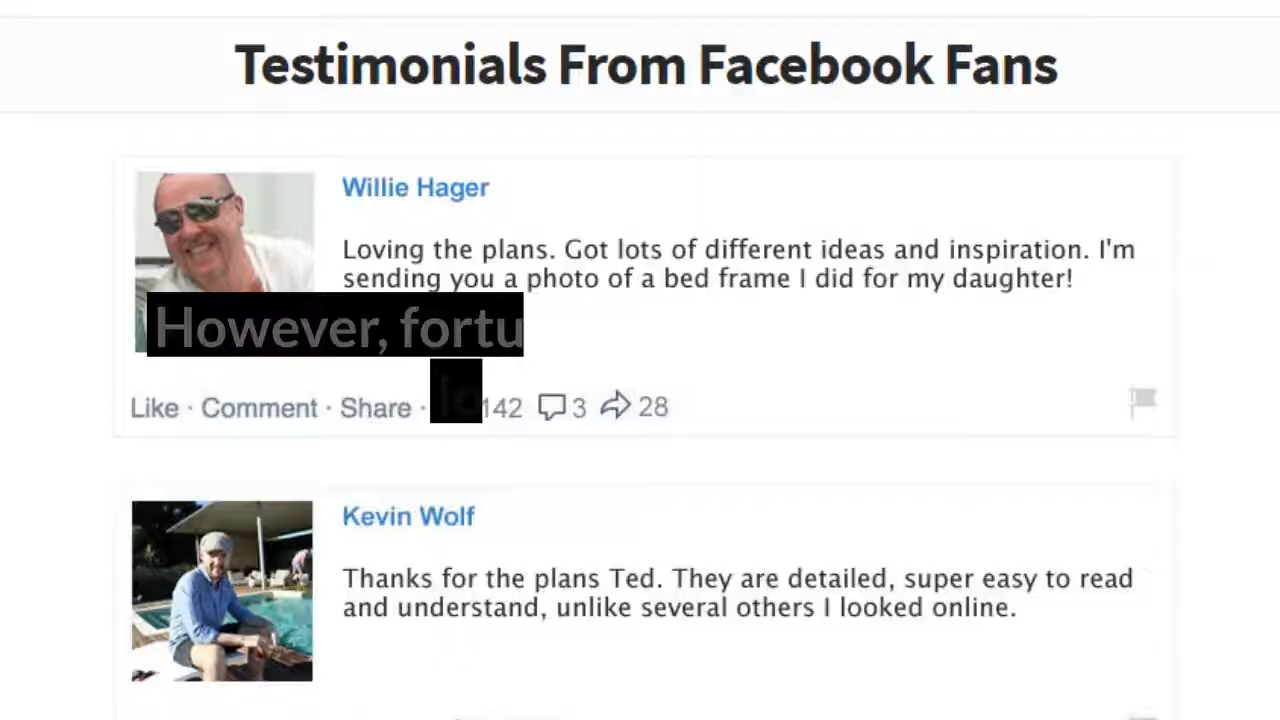 Testimonials From Facebook Fans
Willie Hager
Loving the plans. Got lots of different ideas and inspiration. I'm
sending you a photo of a bed frame I did for my daughter!
However, fortu
Like · Comment · Share · 142 3 28
Kevin Wolf
Thanks for the plans Ted. They are detailed, super easy to read
and understand, unlike several others I looked online.